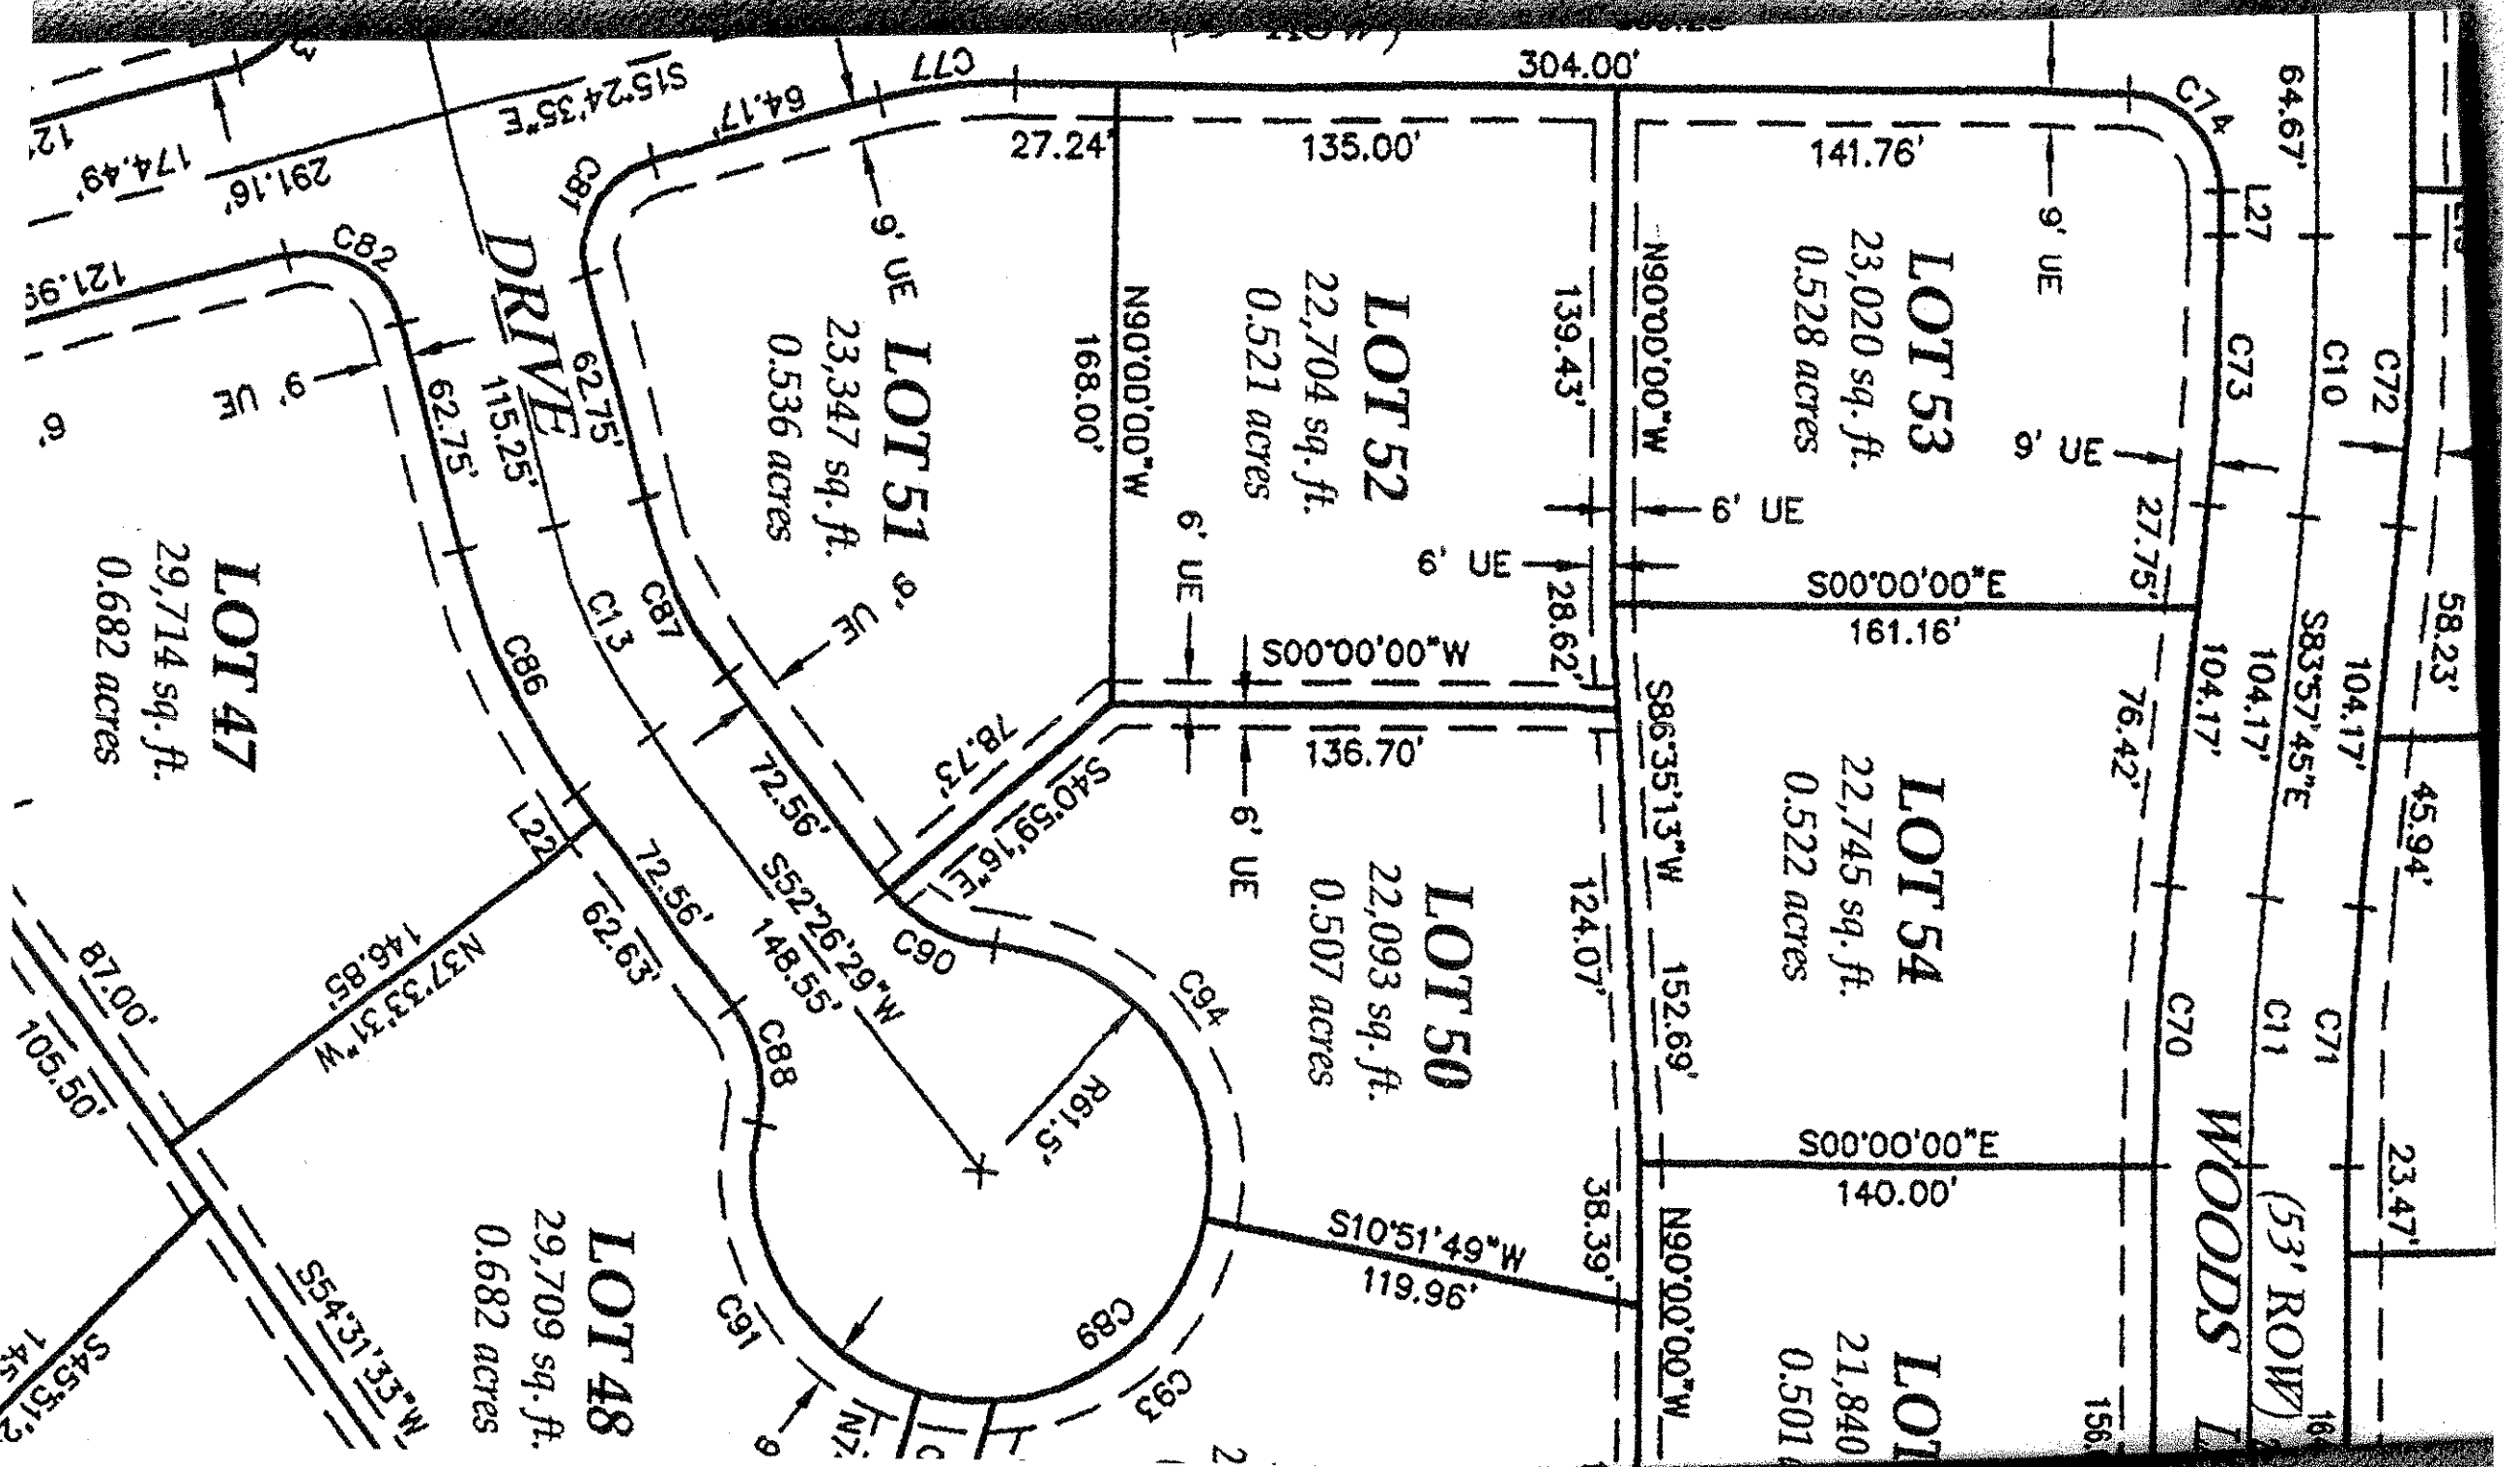 304.00'
C77
S15°24'35"E
64.17'
174.49'
291.16'
C81
C82
27.24'
135.00'
141.76'
C74
64.67'
L27
9' UE
9' UE
DRIVE
62.75'
62.75'
115.25'
9' UE
LOT 51
23,347 sq. ft.
0.536 acres
N90°00'00"W
168.00'
LOT 52
22,704 sq. ft.
0.521 acres
139.43'
N90°00'00"W
LOT 53
23,020 sq. ft.
0.528 acres
C73
C10
C72
9' UE
27.75'
6' UE
6' UE
6' UE
28.62'
S00°00'00"E
161.16'
58.23'
S83°57'45"E
104.17'
104.17'
104.17'
76.42'
45.94'
9' UE
C87
C13
C86
S00°00'00"W
136.70'
6' UE
78.73'
S40°59'16"E
72.56'
72.56'
L22
62.63'
S52°26'29"W
148.55'
LOT 47
29,714 sq. ft.
0.682 acres
S86°35'13"W
152.69'
124.07'
LOT 54
22,745 sq. ft.
0.522 acres
LOT 50
22,093 sq. ft.
0.507 acres
C90
C94
R61.5'
C88
C70
C11
C71
N37°33'31"W
146.85'
87.00'
105.50'
S00°00'00"E
140.00'
WOODS
(53' ROW)
23.47'
38.39'
N90°00'00"W
S10°51'49"W
119.96'
C89
C91
C93
LOT 48
29,709 sq. ft.
0.682 acres
S54°31'33"W
21,840
0.501